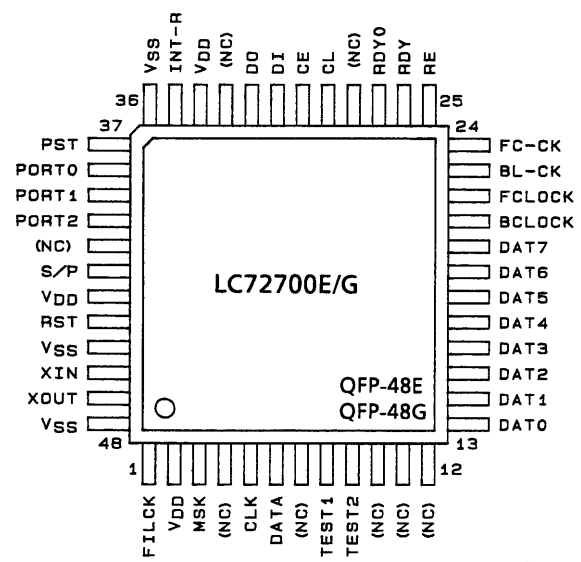 VSS
INT-R
VDD
(NC)
DO
DI
CE
CL
(NC)
RDY0
RDY
RE
36
25
37
24
PST
FC-CK
PORT0
BL-CK
PORT1
FCLOCK
PORT2
BCLOCK
(NC)
DAT7
S/P
DAT6
VDD
DAT5
RST
DAT4
VSS
DAT3
XIN
DAT2
XOUT
DAT1
VSS
DAT0
LC72700E/G
QFP-48E
QFP-48G
48
13
1
12
FILCK
VDD
MSK
(NC)
CLK
DATA
(NC)
TEST1
TEST2
(NC)
(NC)
(NC)